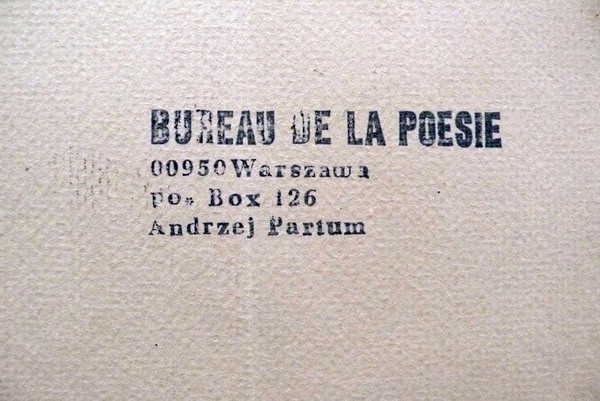 BUREAU DE LA POESIE
00950 Warszawa
po. Box 126
Andrzej Partum